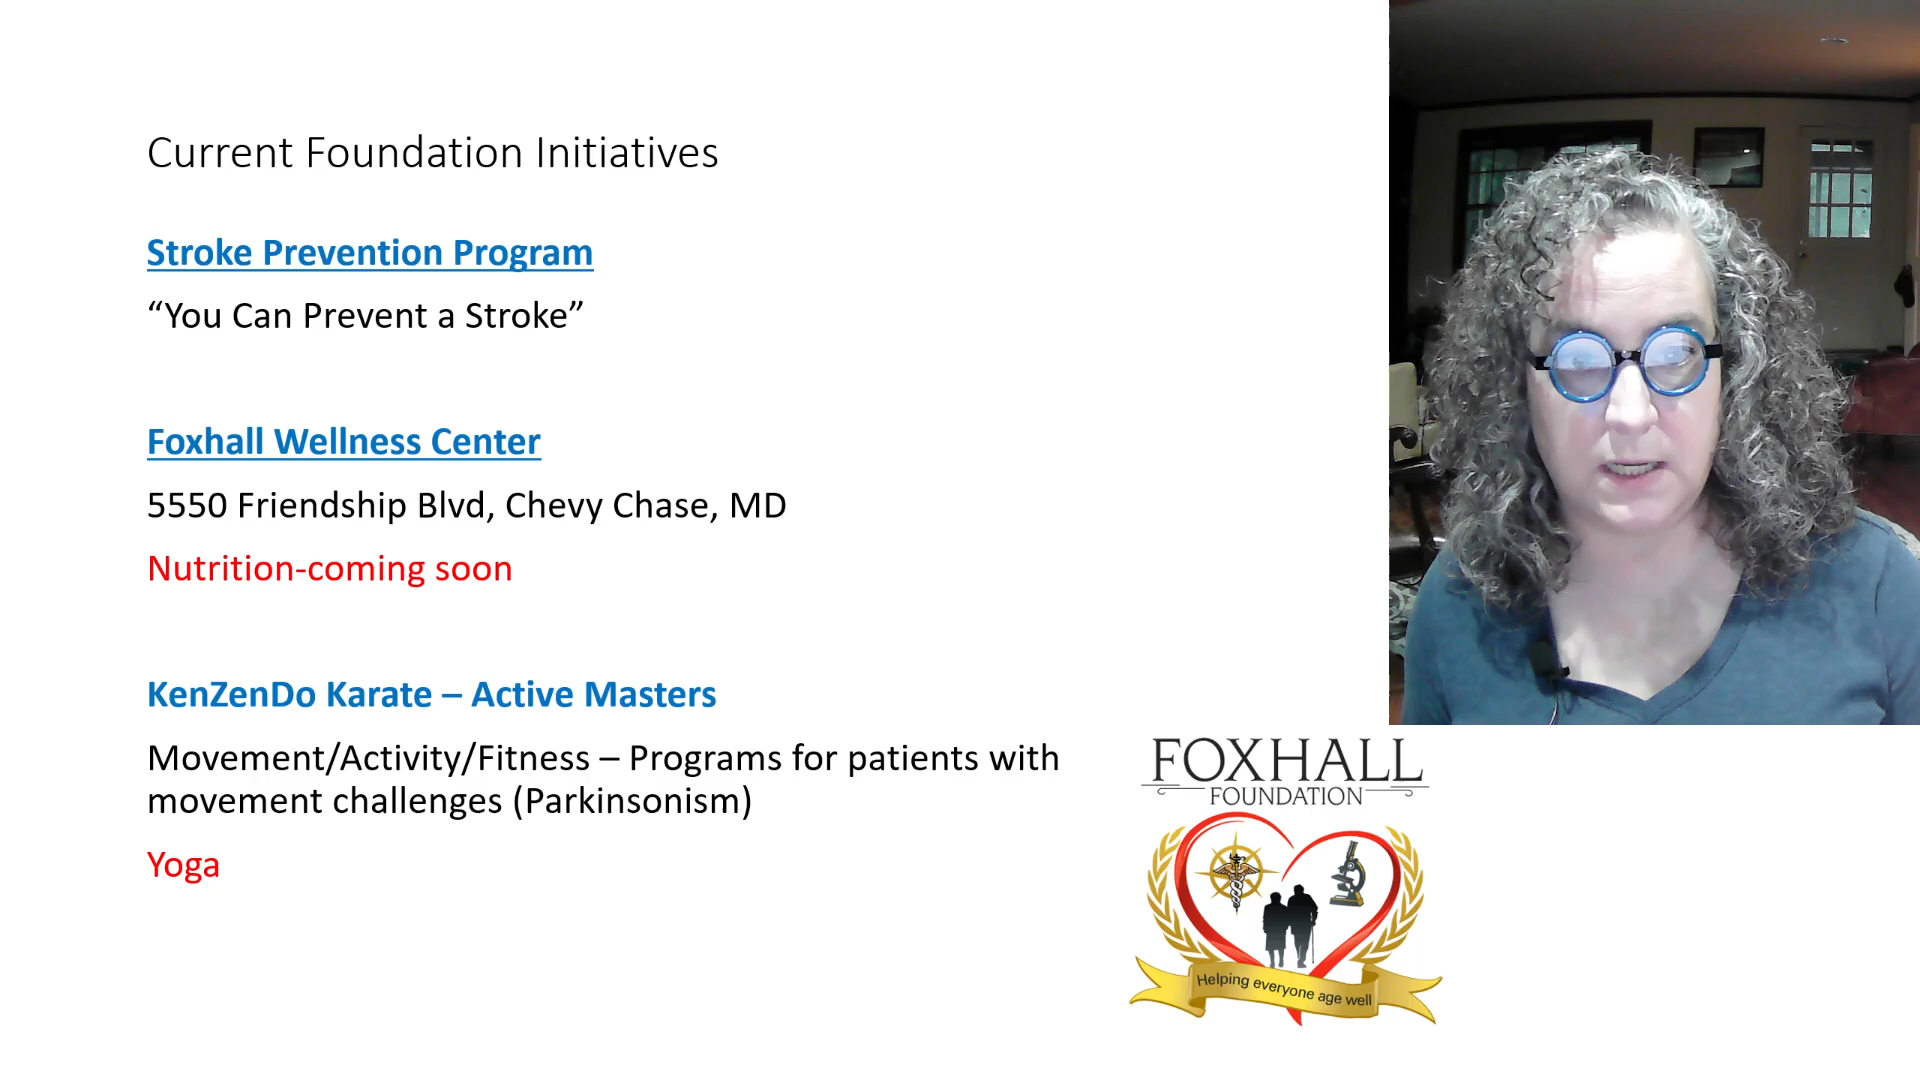 Current Foundation Initiatives
Stroke Prevention Program
“You Can Prevent a Stroke”
Foxhall Wellness Center
5550 Friendship Blvd, Chevy Chase, MD
Nutrition-coming soon
KenZenDo Karate – Active Masters
Movement/Activity/Fitness – Programs for patients with
movement challenges (Parkinsonism)
Yoga
FOXHALL
FOUNDATION
Helping everyone age well